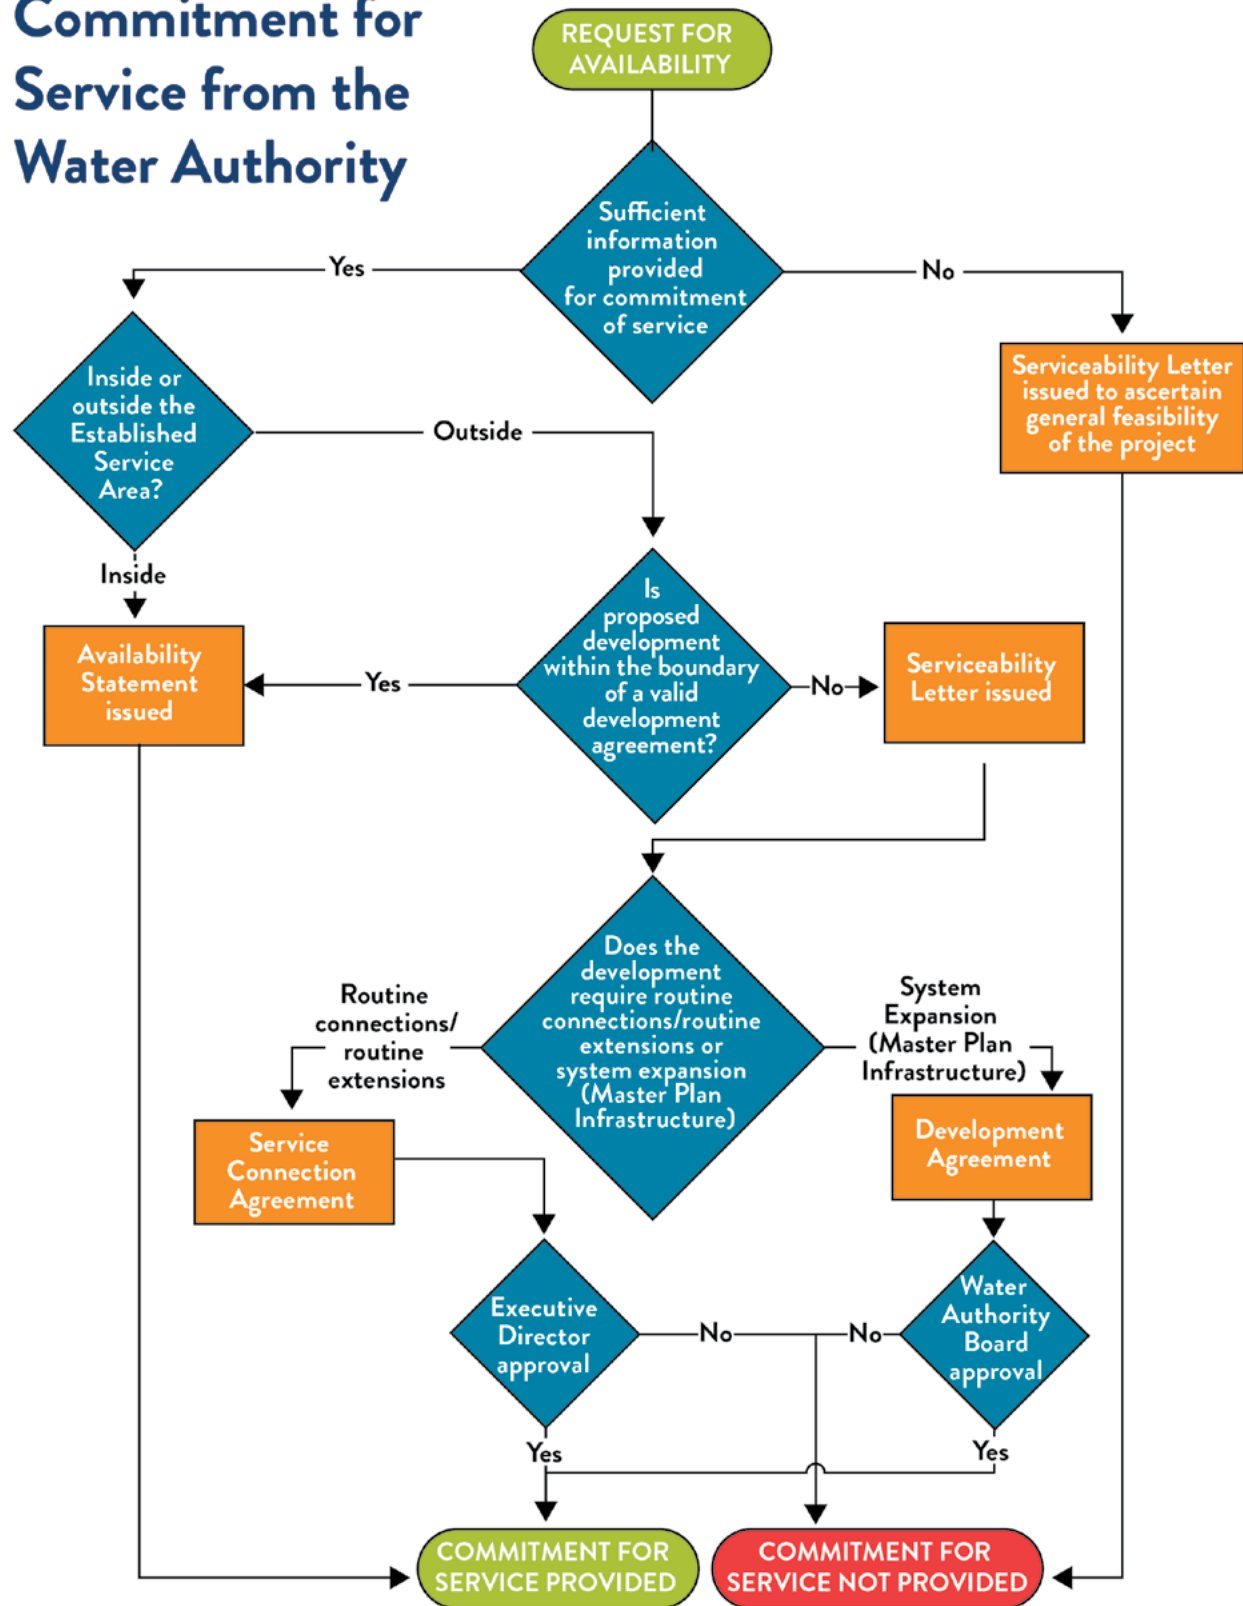 Commitment for
Service from the
Water Authority
REQUEST FOR
AVAILABILITY
Sufficient
information
provided
for commitment
of service
Yes
No
Inside or
outside the
Established
Service
Area?
Serviceability Letter
issued to ascertain
general feasibility
of the project
Outside
Inside
Is
proposed
development
within the boundary
of a valid
development
agreement?
Availability
Statement
issued
Yes
No
Serviceability
Letter issued
Does the
development
require routine
connections/routine
extensions or
system expansion
(Master Plan
Infrastructure)
Routine
connections/
routine
extensions
System
Expansion
(Master Plan
Infrastructure)
Service
Connection
Agreement
Development
Agreement
Executive
Director
approval
No
No
Water
Authority
Board
approval
Yes
Yes
COMMITMENT FOR
SERVICE PROVIDED
COMMITMENT FOR
SERVICE NOT PROVIDED